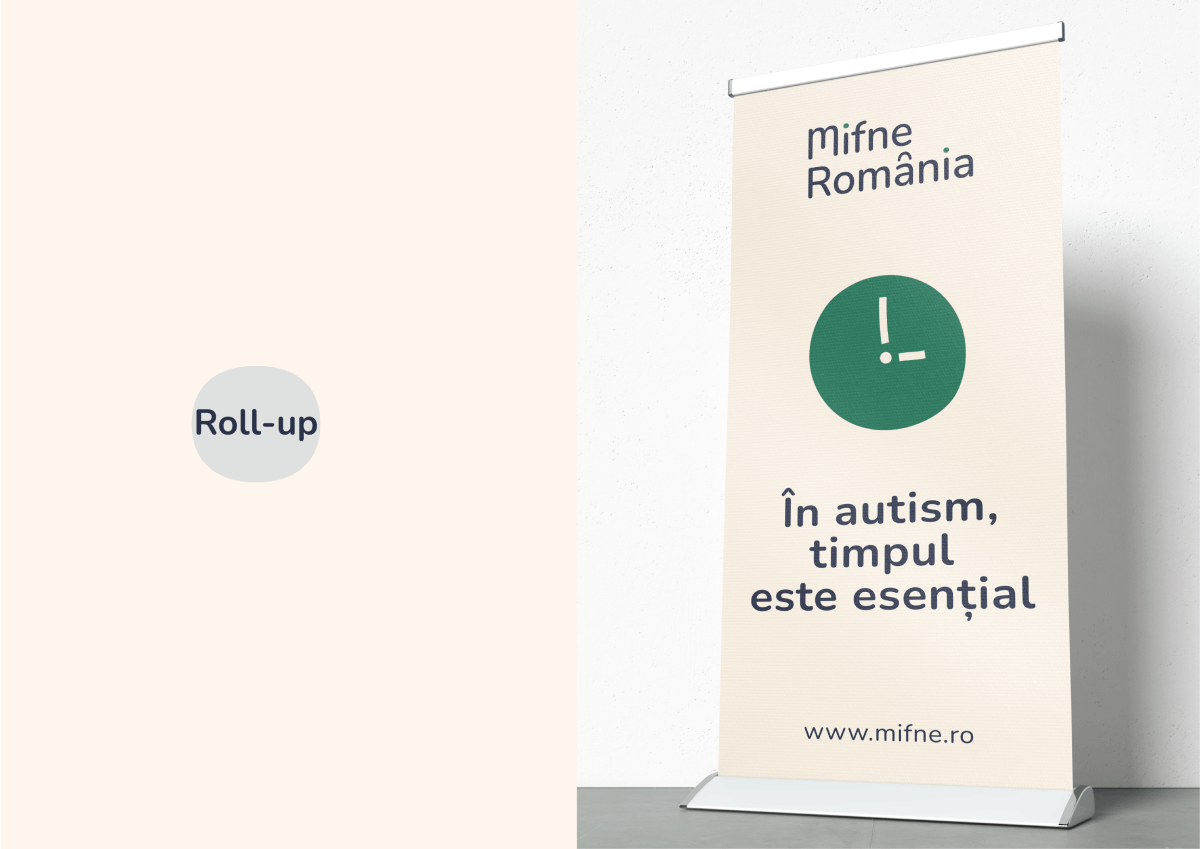 Roll-up
Mifne
România
În autism,
timpul
este esențial
www.mifne.ro